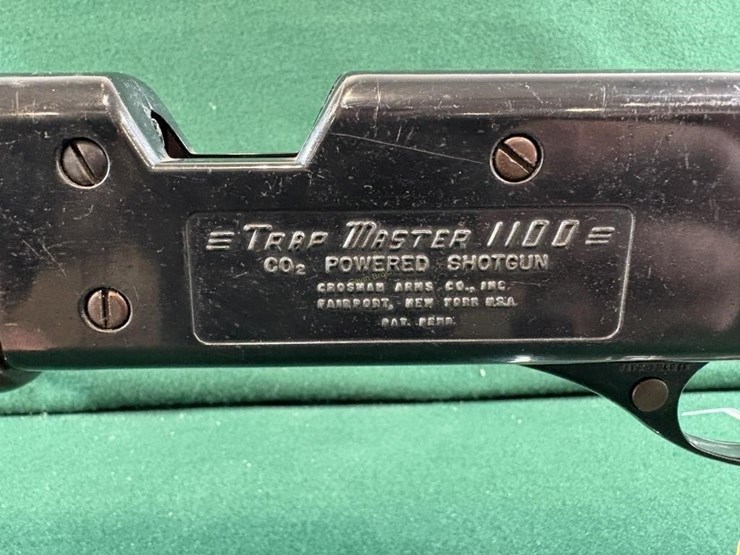 TRAP MASTER 1100
CO₂ POWERED SHOTGUN
CROSMAN ARMS CO., INC.
FAIRPORT, NEW YORK U.S.A.
PAT. PEND.